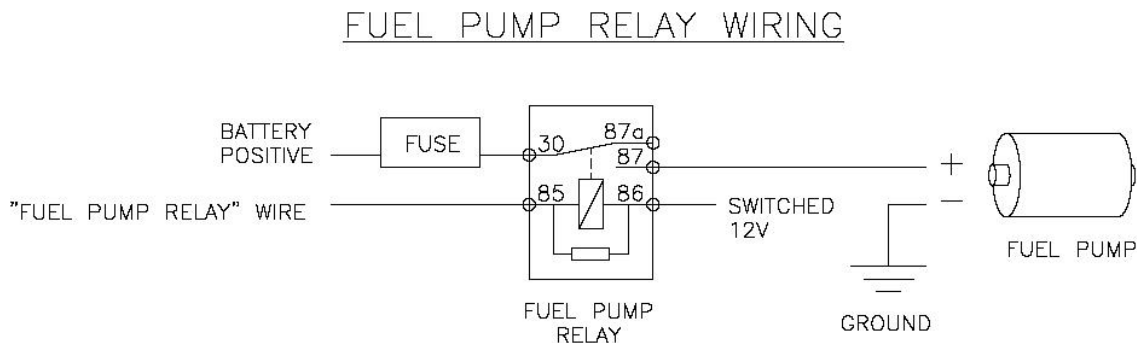 FUEL PUMP RELAY WIRING
BATTERY
POSITIVE
FUSE
30
87a
87
+
"FUEL PUMP RELAY" WIRE
85
86
SWITCHED
12V
−
FUEL PUMP
FUEL PUMP
RELAY
GROUND